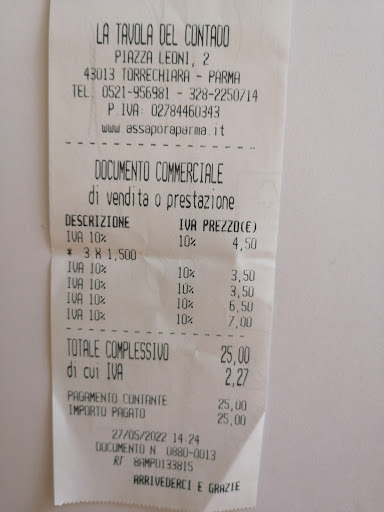 LA TAVOLA DEL CONTADO
PIAZZA LEONI, 2
43013 TORRECHIARA - PARMA
TEL. 0521-956981 - 328-2250714
P.IVA: 02784460343
www.assaporaparma.it
DOCUMENTO COMMERCIALE
di vendita o prestazione
DESCRIZIONE IVA PREZZO(€)
IVA 10% 10% 4,50
* 3 X 1,500
IVA 10% 10% 3,50
IVA 10% 10% 3,50
IVA 10% 10% 6,50
IVA 10% 10% 7,00
TOTALE COMPLESSIVO 25,00
di cui IVA 2,27
PAGAMENTO CONTANTE 25,00
IMPORTO PAGATO 25,00
27/05/2022 14:24
DOCUMENTO N 0880-0013
RT 8AMPD133815
ARRIVEDERCI E GRAZIE